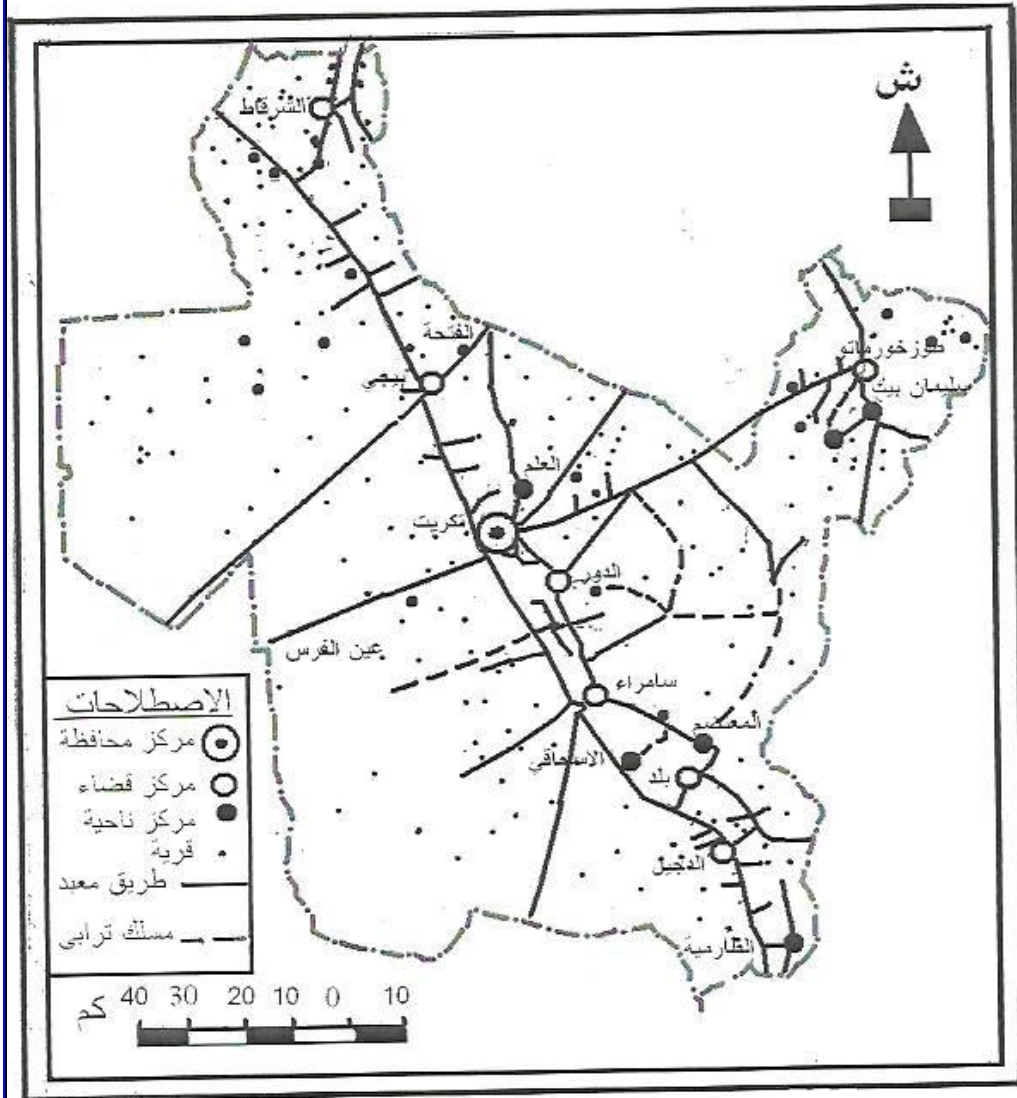 ش
الشرقاط
الفتحة
بيجي
طوزخورماتو
سليمان بيك
العلم
تكريت
الدور
عين الفرس
سامراء
المعتصم
الاسحاقي
بلد
الدجيل
الطارمية
الاصطلاحات
مركز محافظة
مركز قضاء
مركز ناحية
قرية
طريق معبد
مسلك ترابي
40 30 20 10 0 10
كم